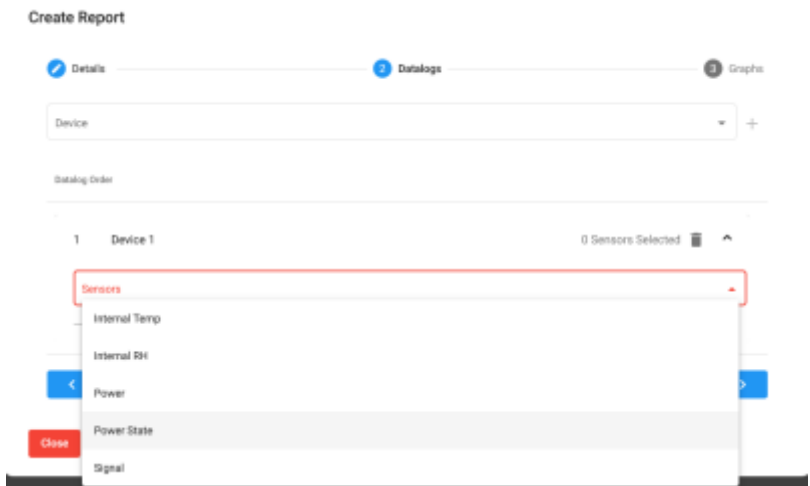 Create Report
Details
2 Datalogs
3 Graphs
Device
Datalog Order
1 Device 1 0 Sensors Selected
Sensors
Internal Temp
Internal RH
Power
Power State
Close
Signal